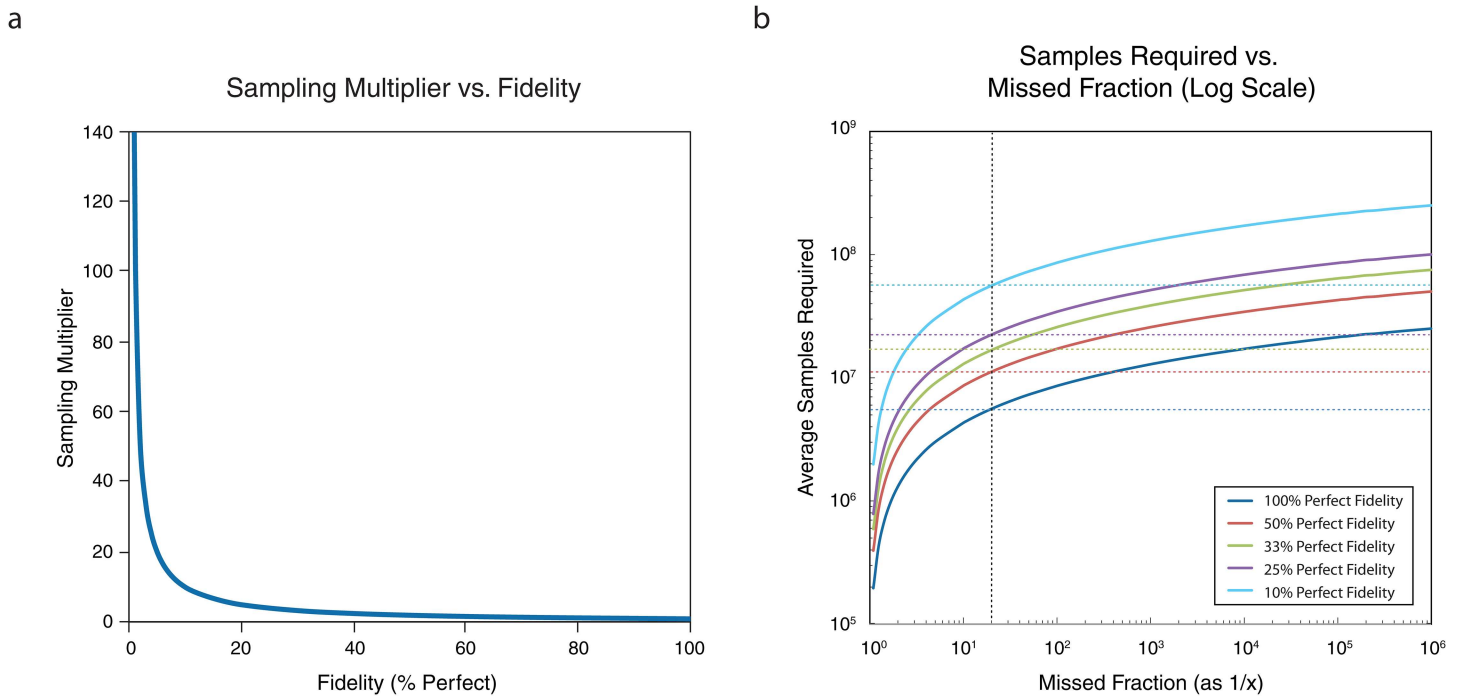 a
Sampling Multiplier vs. Fidelity
Sampling Multiplier
140
120
100
80
60
40
20
0
0 20 40 60 80 100
Fidelity (% Perfect)
b
Samples Required vs.
Missed Fraction (Log Scale)
Average Samples Required
10⁹
10⁸
10⁷
10⁶
10⁵
100% Perfect Fidelity
50% Perfect Fidelity
33% Perfect Fidelity
25% Perfect Fidelity
10% Perfect Fidelity
10⁰ 10¹ 10² 10³ 10⁴ 10⁵ 10⁶
Missed Fraction (as 1/x)